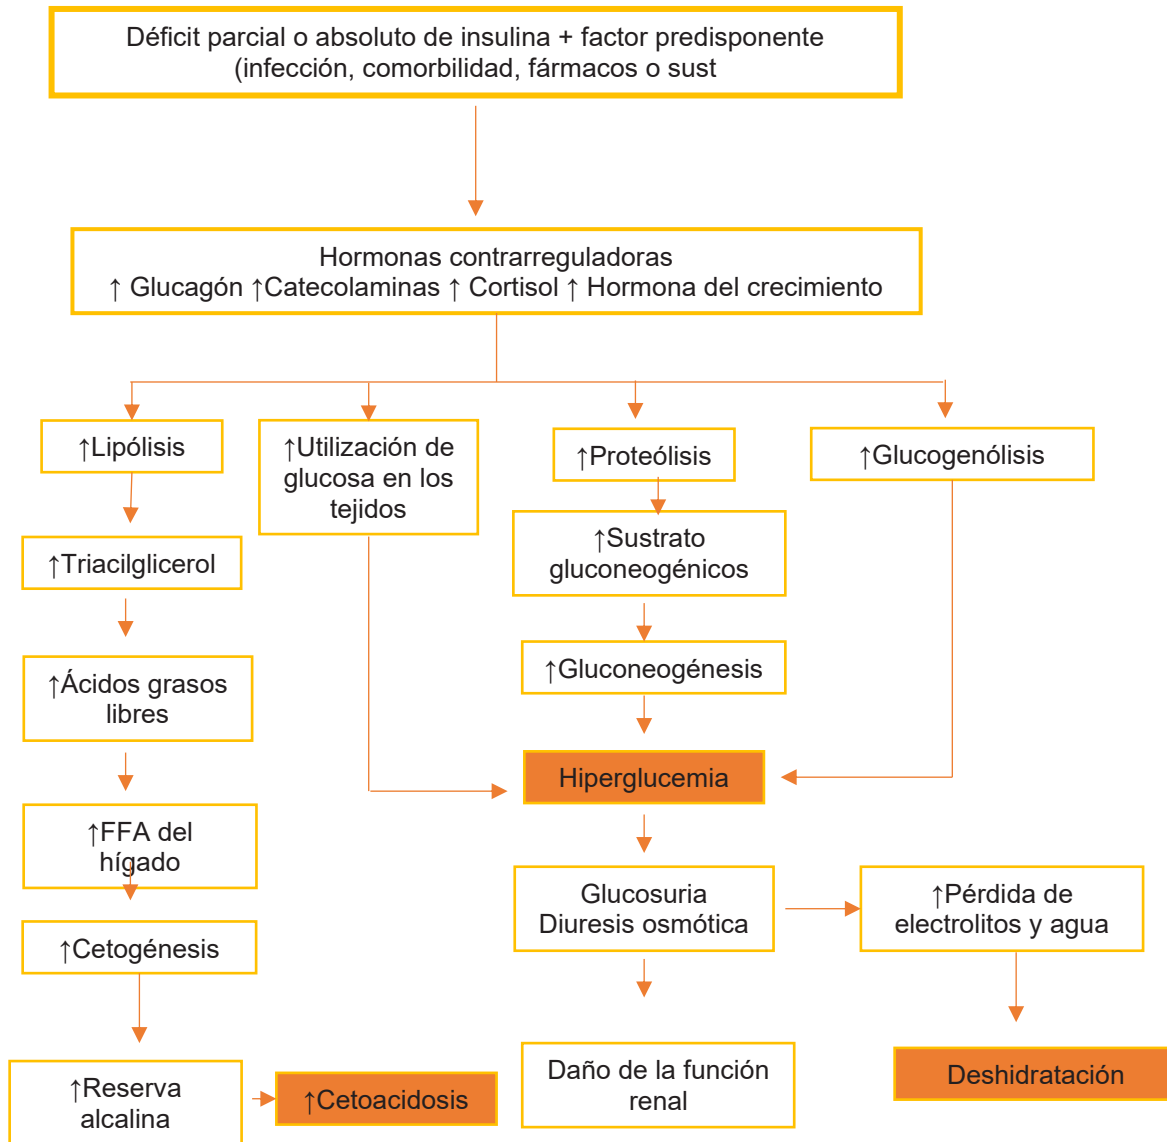 Déficit parcial o absoluto de insulina + factor predisponente
(infección, comorbilidad, fármacos o sust
Hormonas contrarreguladoras
↑ Glucagón ↑Catecolaminas ↑ Cortisol ↑ Hormona del crecimiento
↑Lipólisis
↑Utilización de
glucosa en los
tejidos
↑Proteólisis
↑Glucogenólisis
↑Triacilglicerol
↑Sustrato
gluconeogénicos
↑Ácidos grasos
libres
↑Gluconeogénesis
Hiperglucemia
↑FFA del
hígado
Glucosuria
Diuresis osmótica
↑Pérdida de
electrolitos y agua
↑Cetogénesis
↑Reserva
alcalina
↑Cetoacidosis
Daño de la función
renal
Deshidratación